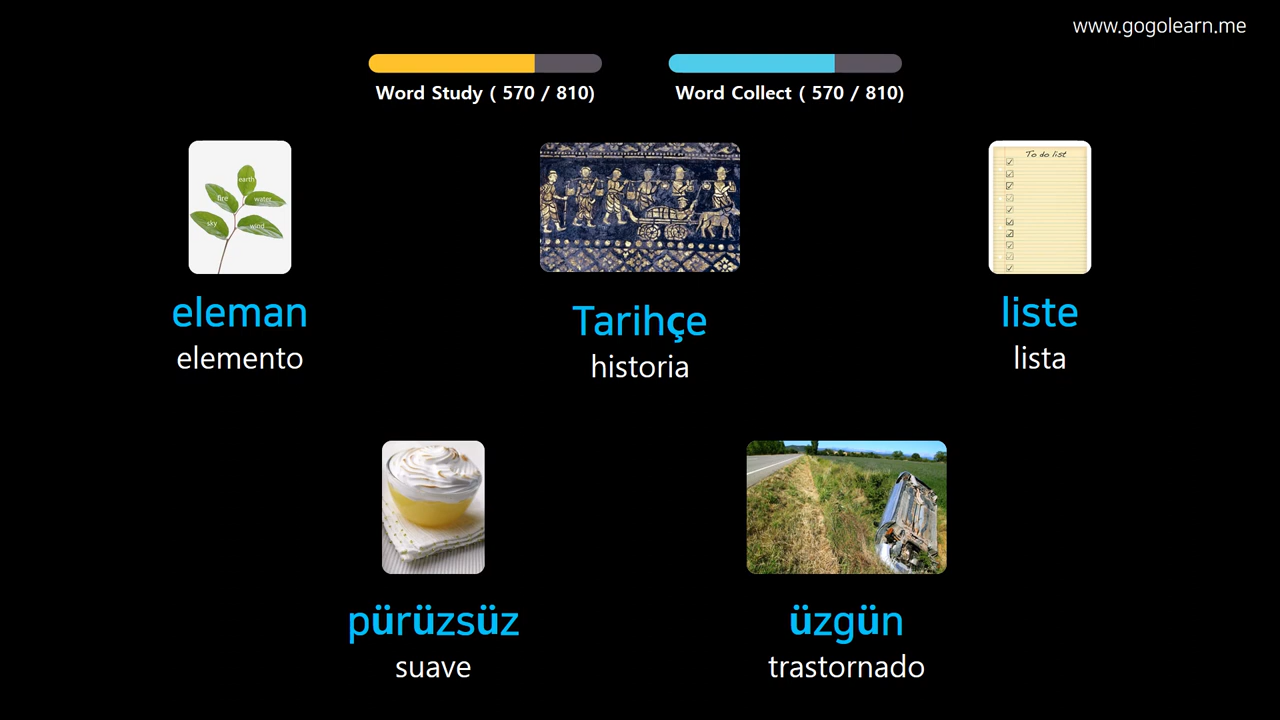 www.gogolearn.me
Word Study ( 570 / 810)
Word Collect ( 570 / 810)
earth
fire
water
sky
wind
To do list
eleman
elemento
Tarihçe
historia
liste
lista
pürüzsüz
suave
üzgün
trastornado